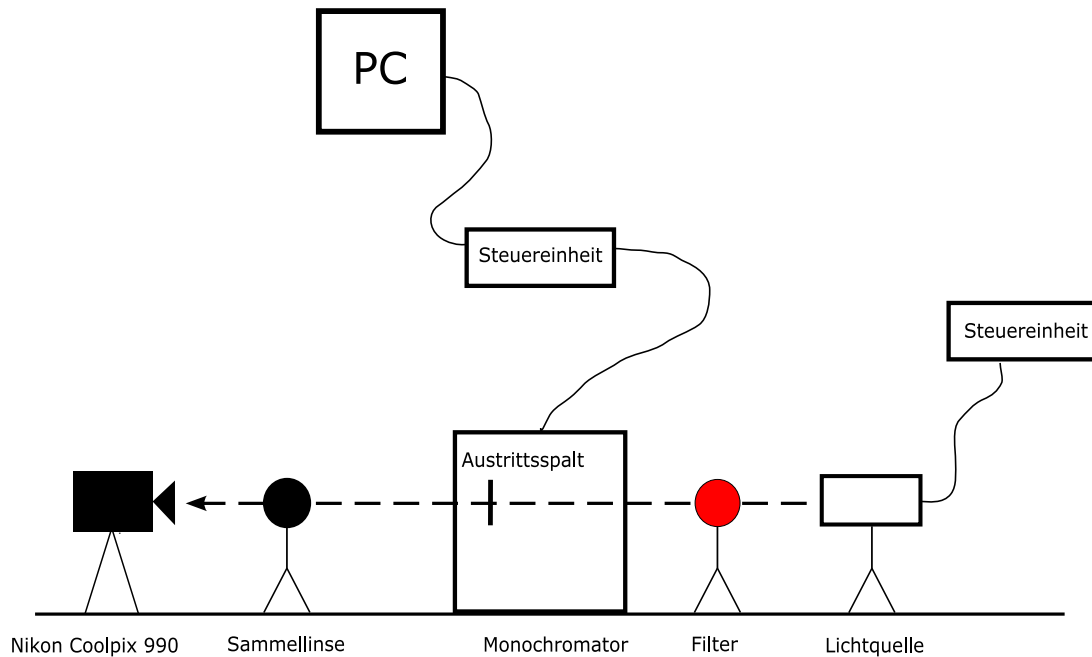 PC
Steuereinheit
Steuereinheit
Austrittsspalt
Nikon Coolpix 990
Sammellinse
Monochromator
Filter
Lichtquelle